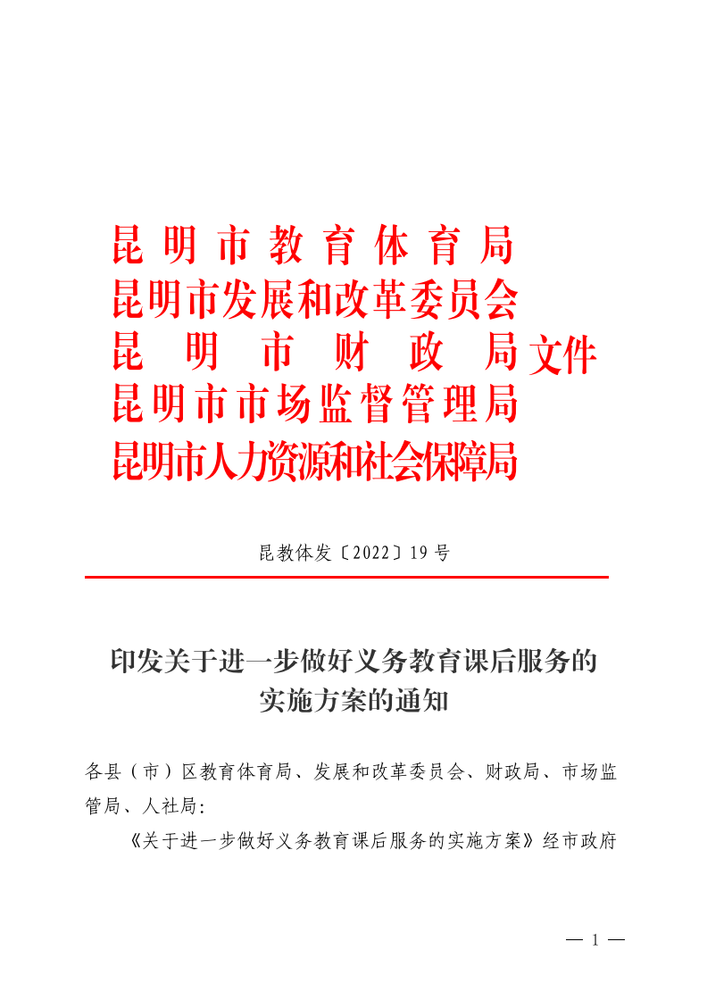 昆明市教育体育局
昆明市发展和改革委员会
昆明市财政局
文件
昆明市市场监督管理局
昆明市人力资源和社会保障局
昆教体发〔2022〕19 号
印发关于进一步做好义务教育课后服务的
实施方案的通知
各县（市）区教育体育局、发展和改革委员会、财政局、市场监
管局、人社局：
《关于进一步做好义务教育课后服务的实施方案》经市政府
— 1 —